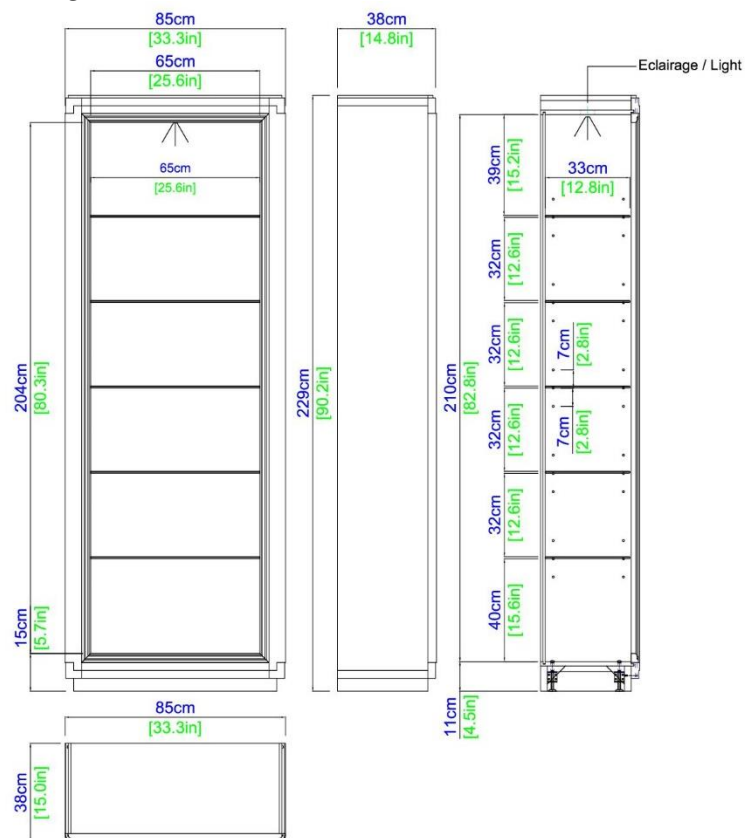 85cm
[33.3in]
38cm
[14.8in]
65cm
[25.6in]
Eclairage / Light
65cm
[25.6in]
39cm
[15.2in]
33cm
[12.8in]
32cm
[12.6in]
32cm
[12.6in]
7cm
[2.8in]
204cm
[80.3in]
229cm
[90.2in]
210cm
[82.8in]
32cm
[12.6in]
7cm
[2.8in]
32cm
[12.6in]
40cm
[15.6in]
15cm
[5.7in]
11cm
[4.5in]
85cm
[33.3in]
38cm
[15.0in]